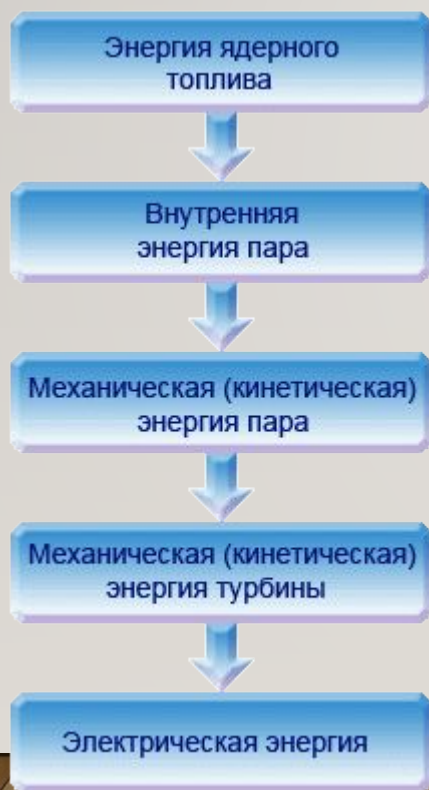 Энергия ядерного
топлива
Внутренняя
энергия пара
Механическая (кинетическая)
энергия пара
Механическая (кинетическая)
энергия турбины
Электрическая энергия